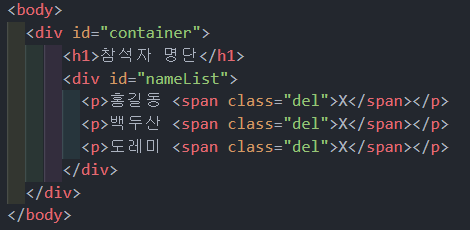 <body>
<div id="container">
<h1>참석자 명단</h1>
<div id="nameList">
<p>홍길동 <span class="del">X</span></p>
<p>백두산 <span class="del">X</span></p>
<p>도레미 <span class="del">X</span></p>
</div>
</div>
</body>